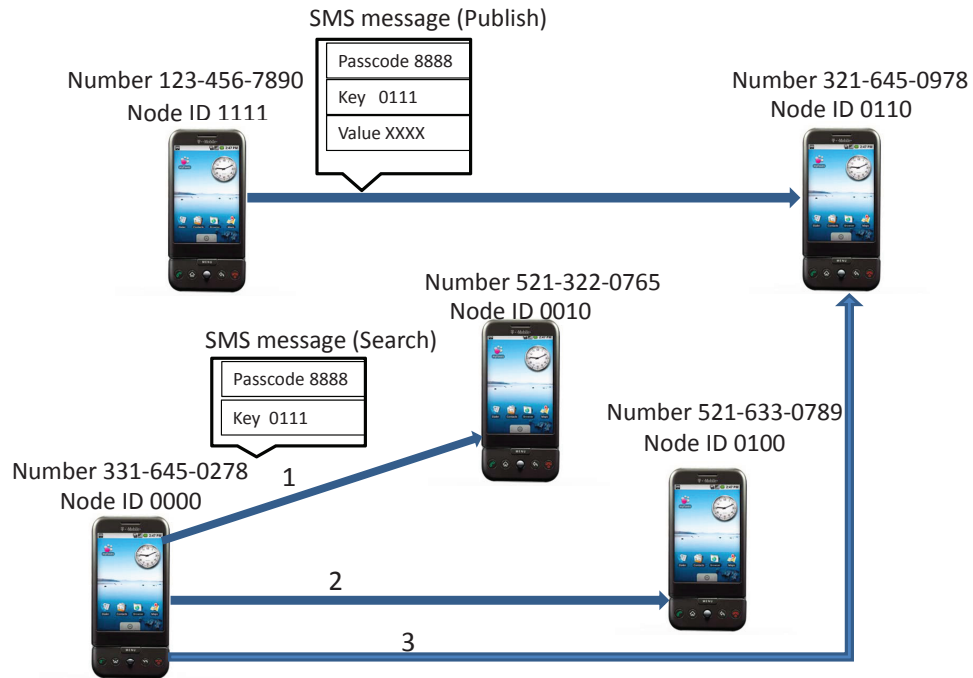 SMS message (Publish)
Passcode 8888
Key 0111
Value XXXX
Number 123-456-7890
Node ID 1111
Number 321-645-0978
Node ID 0110
Number 521-322-0765
Node ID 0010
SMS message (Search)
Passcode 8888
Key 0111
Number 521-633-0789
Node ID 0100
Number 331-645-0278
Node ID 0000
1
2
3